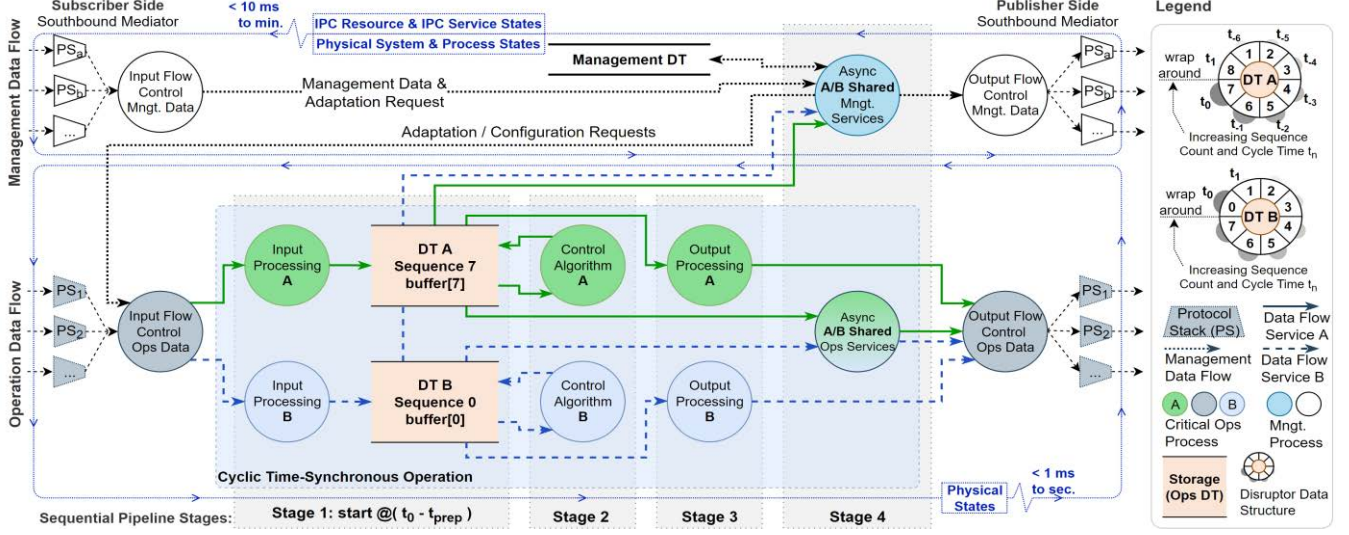 Subscriber Side
Southbound Mediator
Publisher Side
Southbound Mediator
< 10 ms
to min.
IPC Resource & IPC Service States
Physical System & Process States
Management Data Flow
PSa
PSb
...
Input Flow
Control
Mngt. Data
Management DT
Management Data &
Adaptation Request
Adaptation / Configuration Requests
Async
A/B Shared
Mngt.
Services
Output Flow
Control
Mngt. Data
PSa
PSb
...
Operation Data Flow
PS1
PS2
...
Input Flow
Control
Ops Data
Input
Processing
A
DT A
Sequence 7
buffer[7]
Control
Algorithm
A
Output
Processing
A
Async
A/B Shared
Ops Services
Output Flow
Control
Ops Data
PS1
PS2
...
Input
Processing
B
DT B
Sequence 0
buffer[0]
Control
Algorithm
B
Output
Processing
B
Cyclic Time-Synchronous Operation
Physical
States
< 1 ms
to sec.
Sequential Pipeline Stages:
Stage 1: start @( t0 - tprep )
Stage 2
Stage 3
Stage 4
Legend
t-6
t-5
t1
1
2
t-4
wrap
around
8
DT A
3
7
4
t0
6
5
t-3
t-1
t-2
Increasing Sequence
Count and Cycle Time tn
t1
wrap
around
t0
1
2
0
DT B
3
7
4
6
5
Increasing Sequence
Count and Cycle Time tn
Protocol
Stack (PS)
Data Flow
Service A
Management
Data Flow
Data Flow
Service B
A
B
Critical Ops
Process
Mngt.
Process
Storage
(Ops DT)
Disruptor Data
Structure